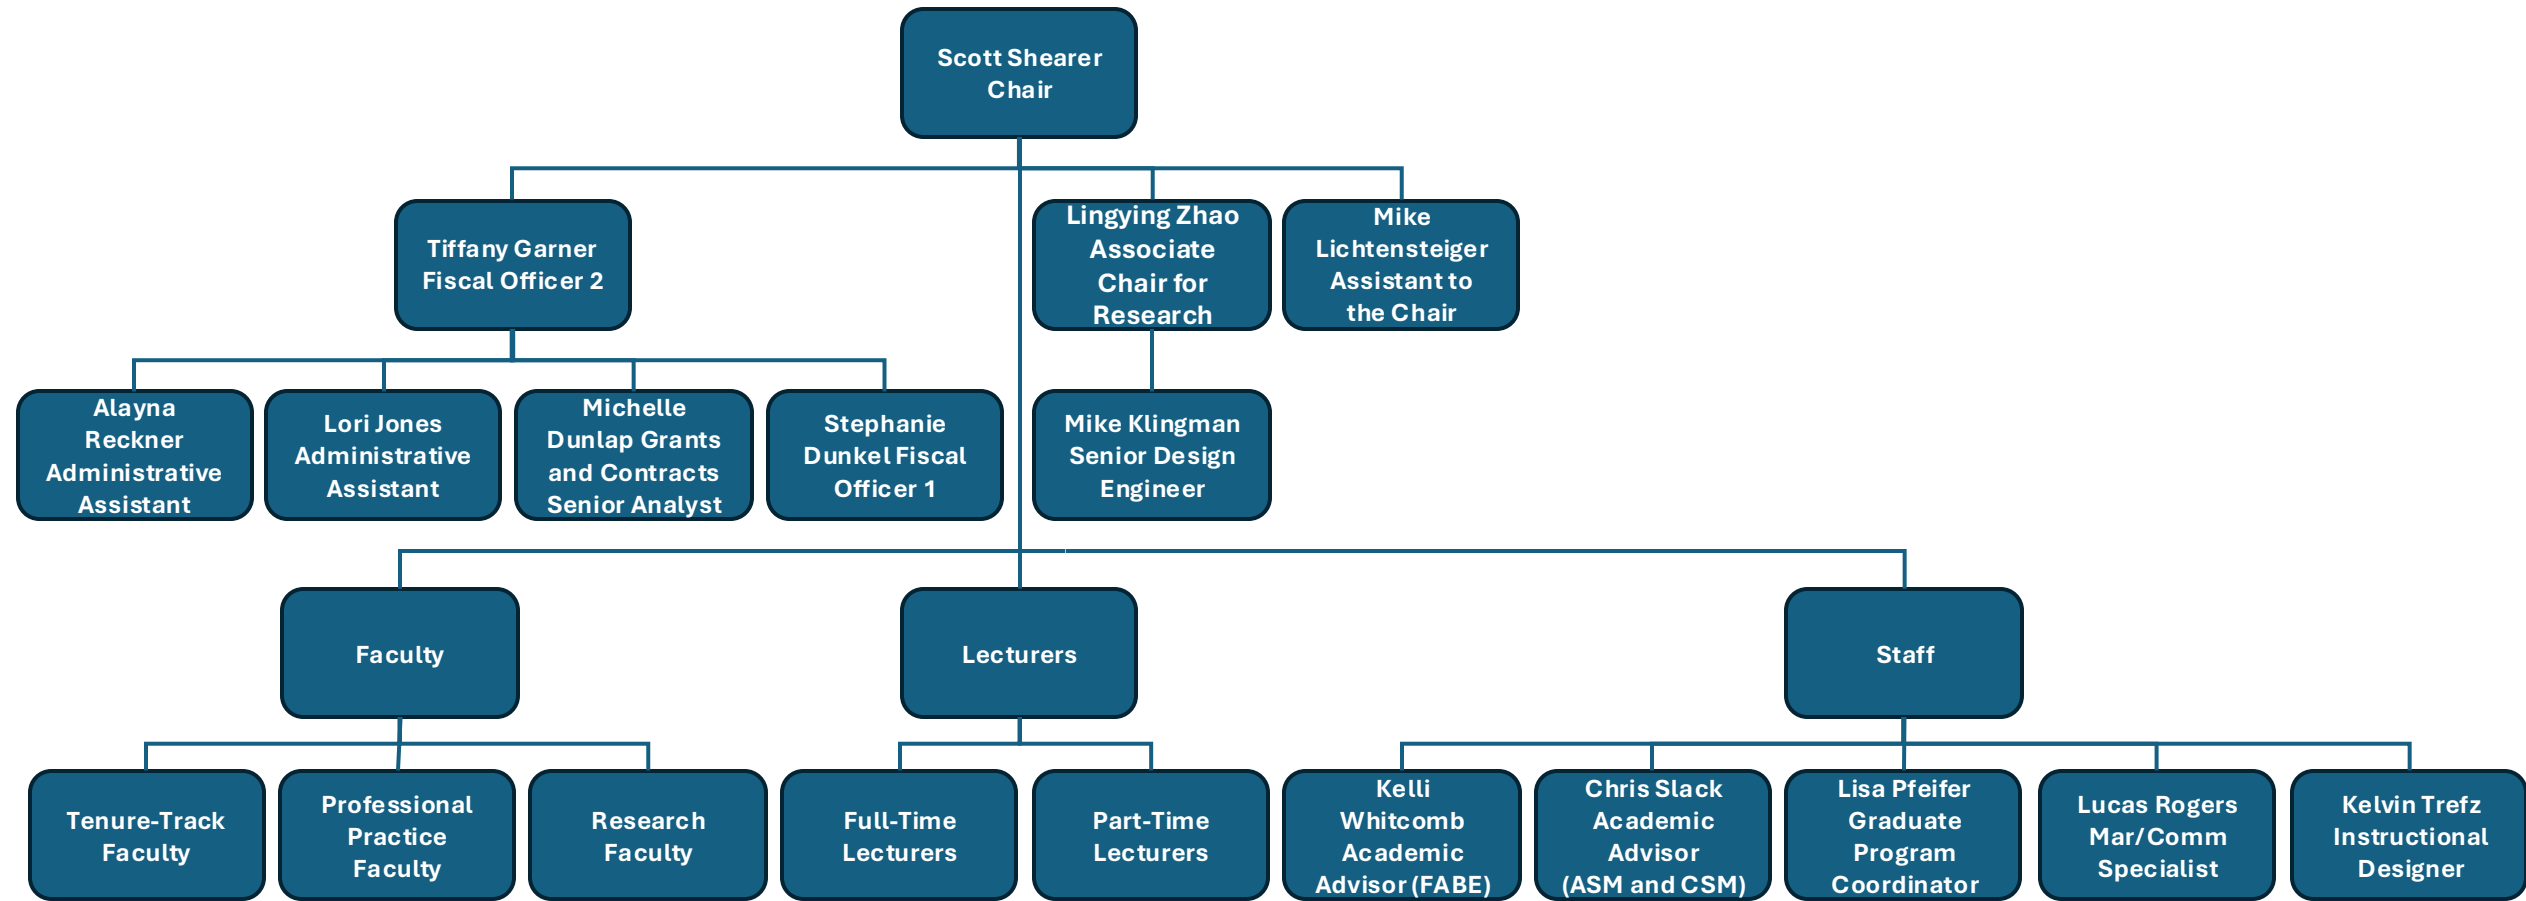 Scott Shearer
Chair
Tiffany Garner
Fiscal Officer 2
Lingying Zhao
Associate
Chair for
Research
Mike
Lichtensteiger
Assistant to
the Chair
Alayna
Reckner
Administrative
Assistant
Lori Jones
Administrative
Assistant
Michelle
Dunlap Grants
and Contracts
Senior Analyst
Stephanie
Dunkel Fiscal
Officer 1
Mike Klingman
Senior Design
Engineer
Faculty
Lecturers
Staff
Tenure-Track
Faculty
Professional
Practice
Faculty
Research
Faculty
Full-Time
Lecturers
Part-Time
Lecturers
Kelli
Whitcomb
Academic
Advisor (FABE)
Chris Slack
Academic
Advisor
(ASM and CSM)
Lisa Pfeifer
Graduate
Program
Coordinator
Lucas Rogers
Mar/Comm
Specialist
Kelvin Trefz
Instructional
Designer